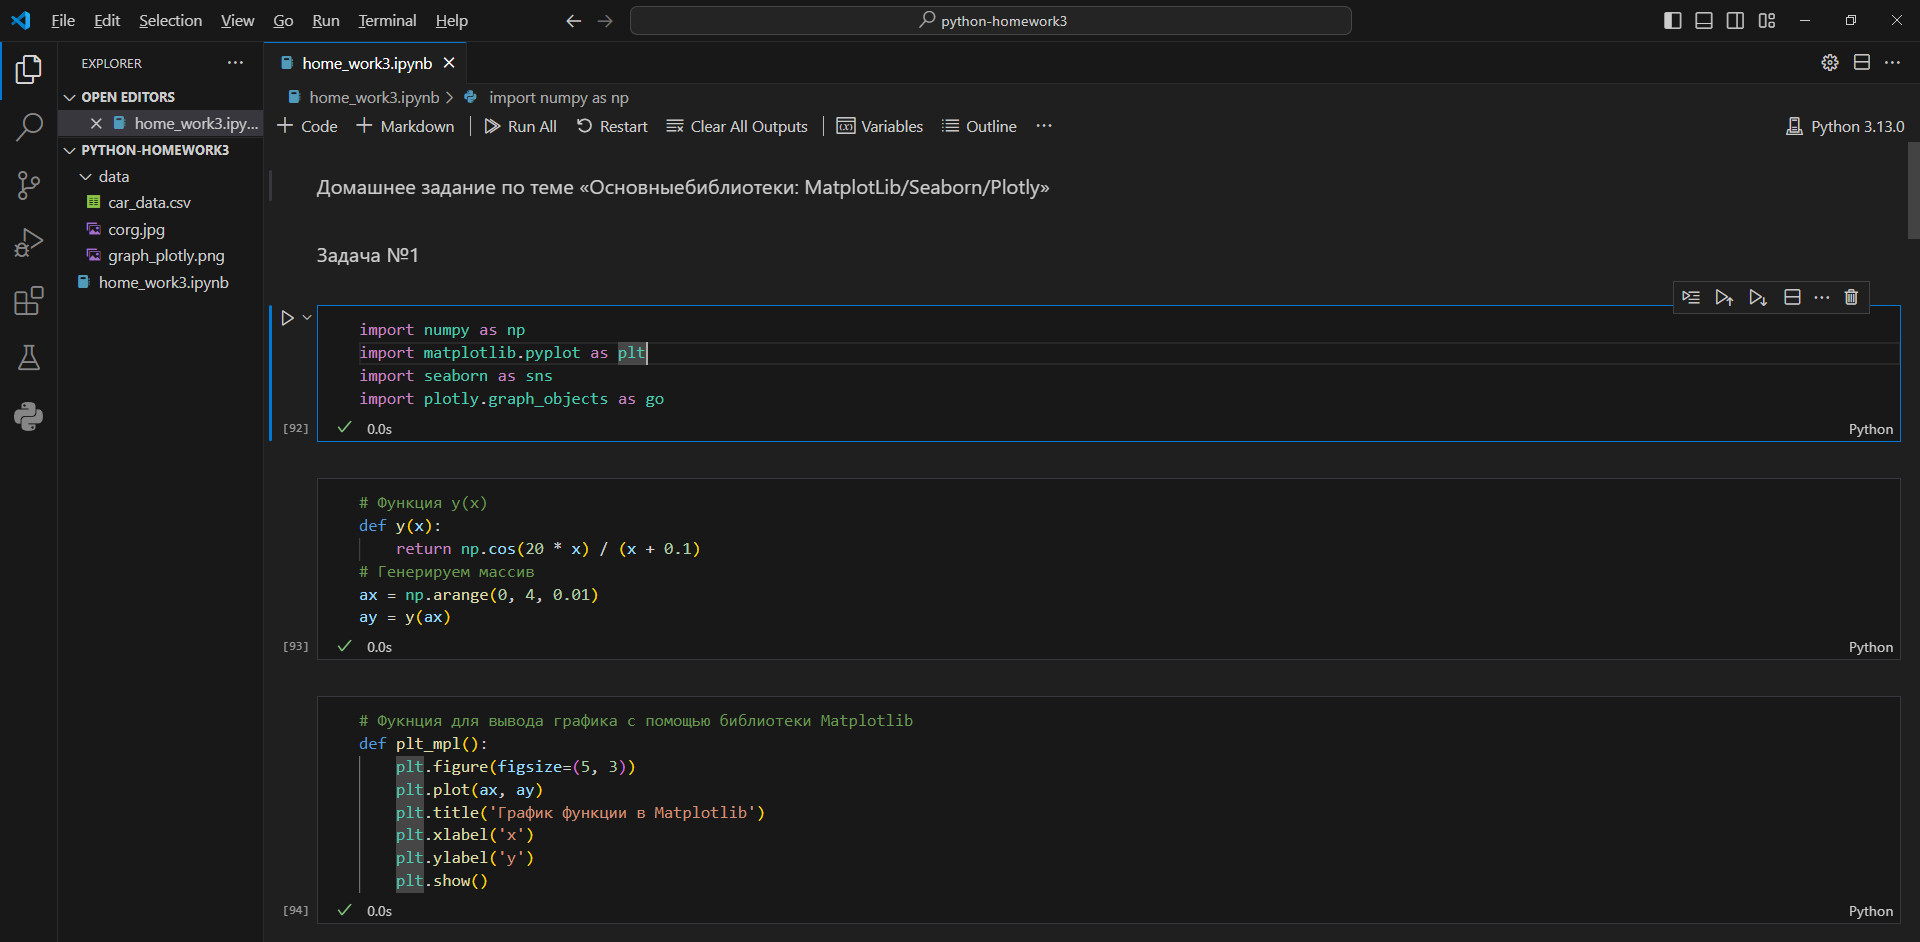 File Edit Selection View Go Run Terminal Help
python-homework3
EXPLORER
OPEN EDITORS
home_work3.ipy...
PYTHON-HOMEWORK3
data
car_data.csv
corg.jpg
graph_plotly.png
home_work3.ipynb
home_work3.ipynb
home_work3.ipynb > import numpy as np
+ Code + Markdown Run All Restart Clear All Outputs (x) Variables Outline ...
Python 3.13.0
Домашнее задание по теме «Основныебиблиотеки: MatplotLib/Seaborn/Plotly»
Задача №1
import numpy as np
import matplotlib.pyplot as plt
import seaborn as sns
import plotly.graph_objects as go
[92] 0.0s Python
# Функция y(x)
def y(x):
    return np.cos(20 * x) / (x + 0.1)
# Генерируем массив
ax = np.arange(0, 4, 0.01)
ay = y(ax)
[93] 0.0s Python
# Фукнция для вывода графика с помощью библиотеки Matplotlib
def plt_mpl():
    plt.figure(figsize=(5, 3))
    plt.plot(ax, ay)
    plt.title('График функции в Matplotlib')
    plt.xlabel('x')
    plt.ylabel('y')
    plt.show()
[94] 0.0s Python